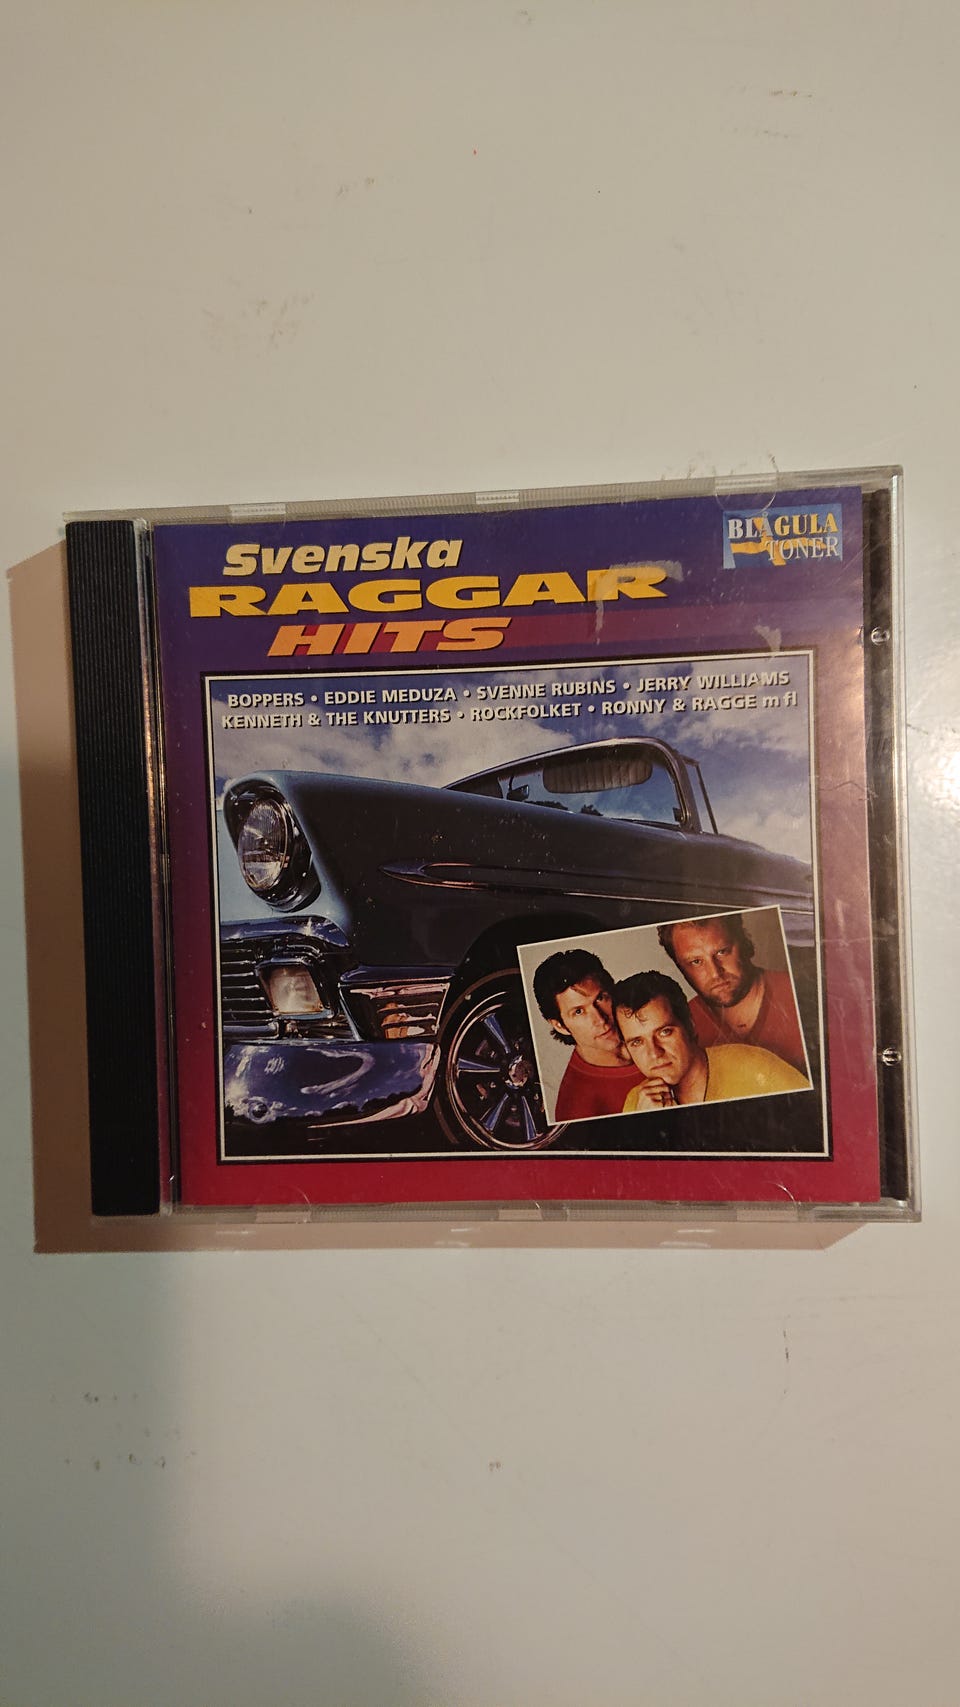 Svenska
RAGGAR
HITS
BLÅGULA
TONER
BOPPERS • EDDIE MEDUZA • SVENNE RUBINS • JERRY WILLIAMS
KENNETH & THE KNUTTERS • ROCKFOLKET • RONNY & RAGGE m fl